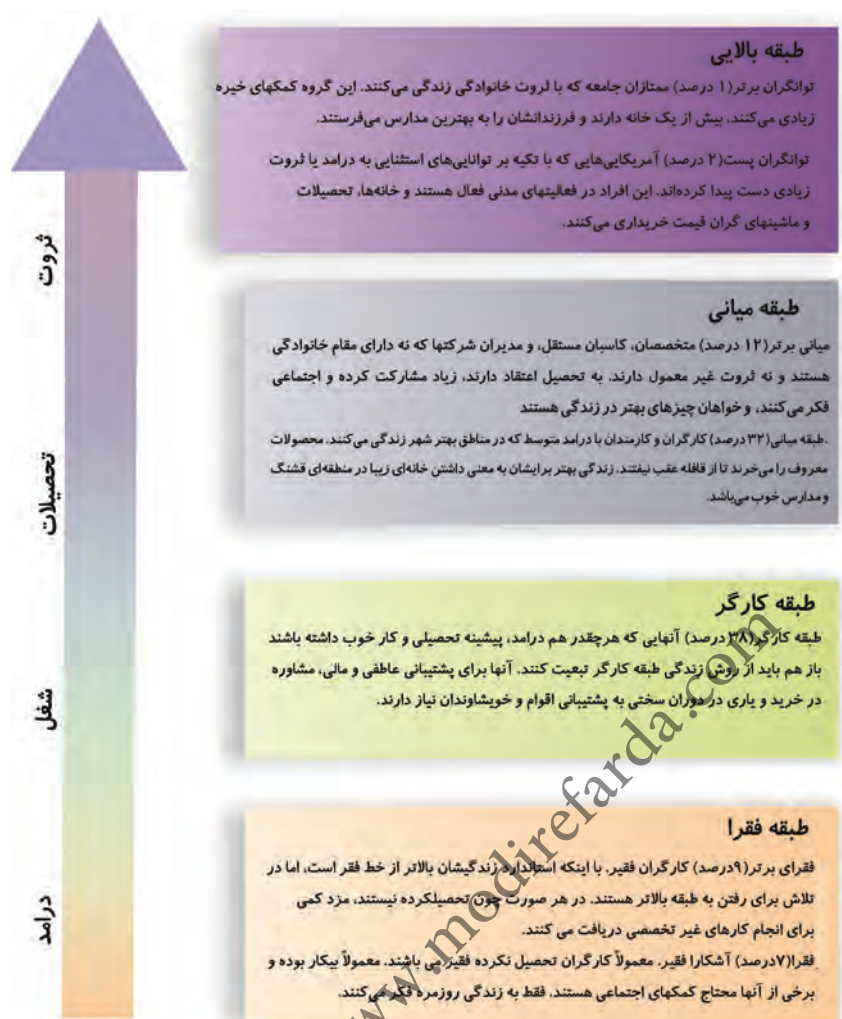 طبقه بالایی
توانگران برتر(۱ درصد) ممتازان جامعه که با ثروت خانوادگی زندگی می‌کنند. این گروه کمکهای خیره
زیادی می‌کنند، بیش از یک خانه دارند و فرزندانشان را به بهترین مدارس می‌فرستند.
توانگران پست(۲ درصد) آمریکایی‌هایی که با تکیه بر توانایی‌های استثنایی به درامد یا ثروت
زیادی دست پیدا کرده‌اند. این افراد در فعالیتهای مدنی فعال هستند و خانه‌ها، تحصیلات
و ماشینهای گران قیمت خریداری می‌کنند.
ثروت
طبقه میانی
میانی برتر(۱۲ درصد) متخصصان، کاسبان مستقل، و مدیران شرکتها که نه دارای مقام خانوادگی
هستند و نه ثروت غیر معمول دارند. به تحصیل اعتقاد دارند، زیاد مشارکت کرده و اجتماعی
فکر می‌کنند، و خواهان چیزهای بهتر در زندگی هستند
.طبقه میانی(۳۲ درصد) کارگران و کارمندان با درامد متوسط که در مناطق بهتر شهر زندگی می‌کنند. محصولات
معروف را می‌خرند تا از قافله عقب نیفتند. زندگی بهتر برایشان به معنی داشتن خانه‌ای زیبا در منطقه‌ای قشنگ
و مدارس خوب می‌باشد.
تحصیلات
طبقه کارگر
طبقه کارگر(۳۸ درصد) آنهایی که هرچقدر هم درامد، پیشینه تحصیلی و کار خوب داشته باشند
باز هم باید از روش زندگی طبقه کارگر تبعیت کنند. آنها برای پشتیبانی عاطفی و مالی، مشاوره
در خرید و یاری در دوران سختی به پشتیبانی اقوام و خویشاوندان نیاز دارند.
شغل
طبقه فقرا
فقرای برتر(۹درصد) کارگران فقیر. با اینکه استاندارد زندگیشان بالاتر از خط فقر است، اما در
تلاش برای رفتن به طبقه بالاتر هستند. در هر صورت چون تحصیلکرده نیستند، مزد کمی
برای انجام کارهای غیر تخصصی دریافت می کنند.
فقرا(۷درصد) آشکارا فقیر. معمولاً کارگران تحصیل نکرده فقیر می باشند. معمولاً بیکار بوده و
برخی از آنها محتاج کمکهای اجتماعی هستند. فقط به زندگی روزمره فکر می‌کنند.
درامد
www.modirefarda.com